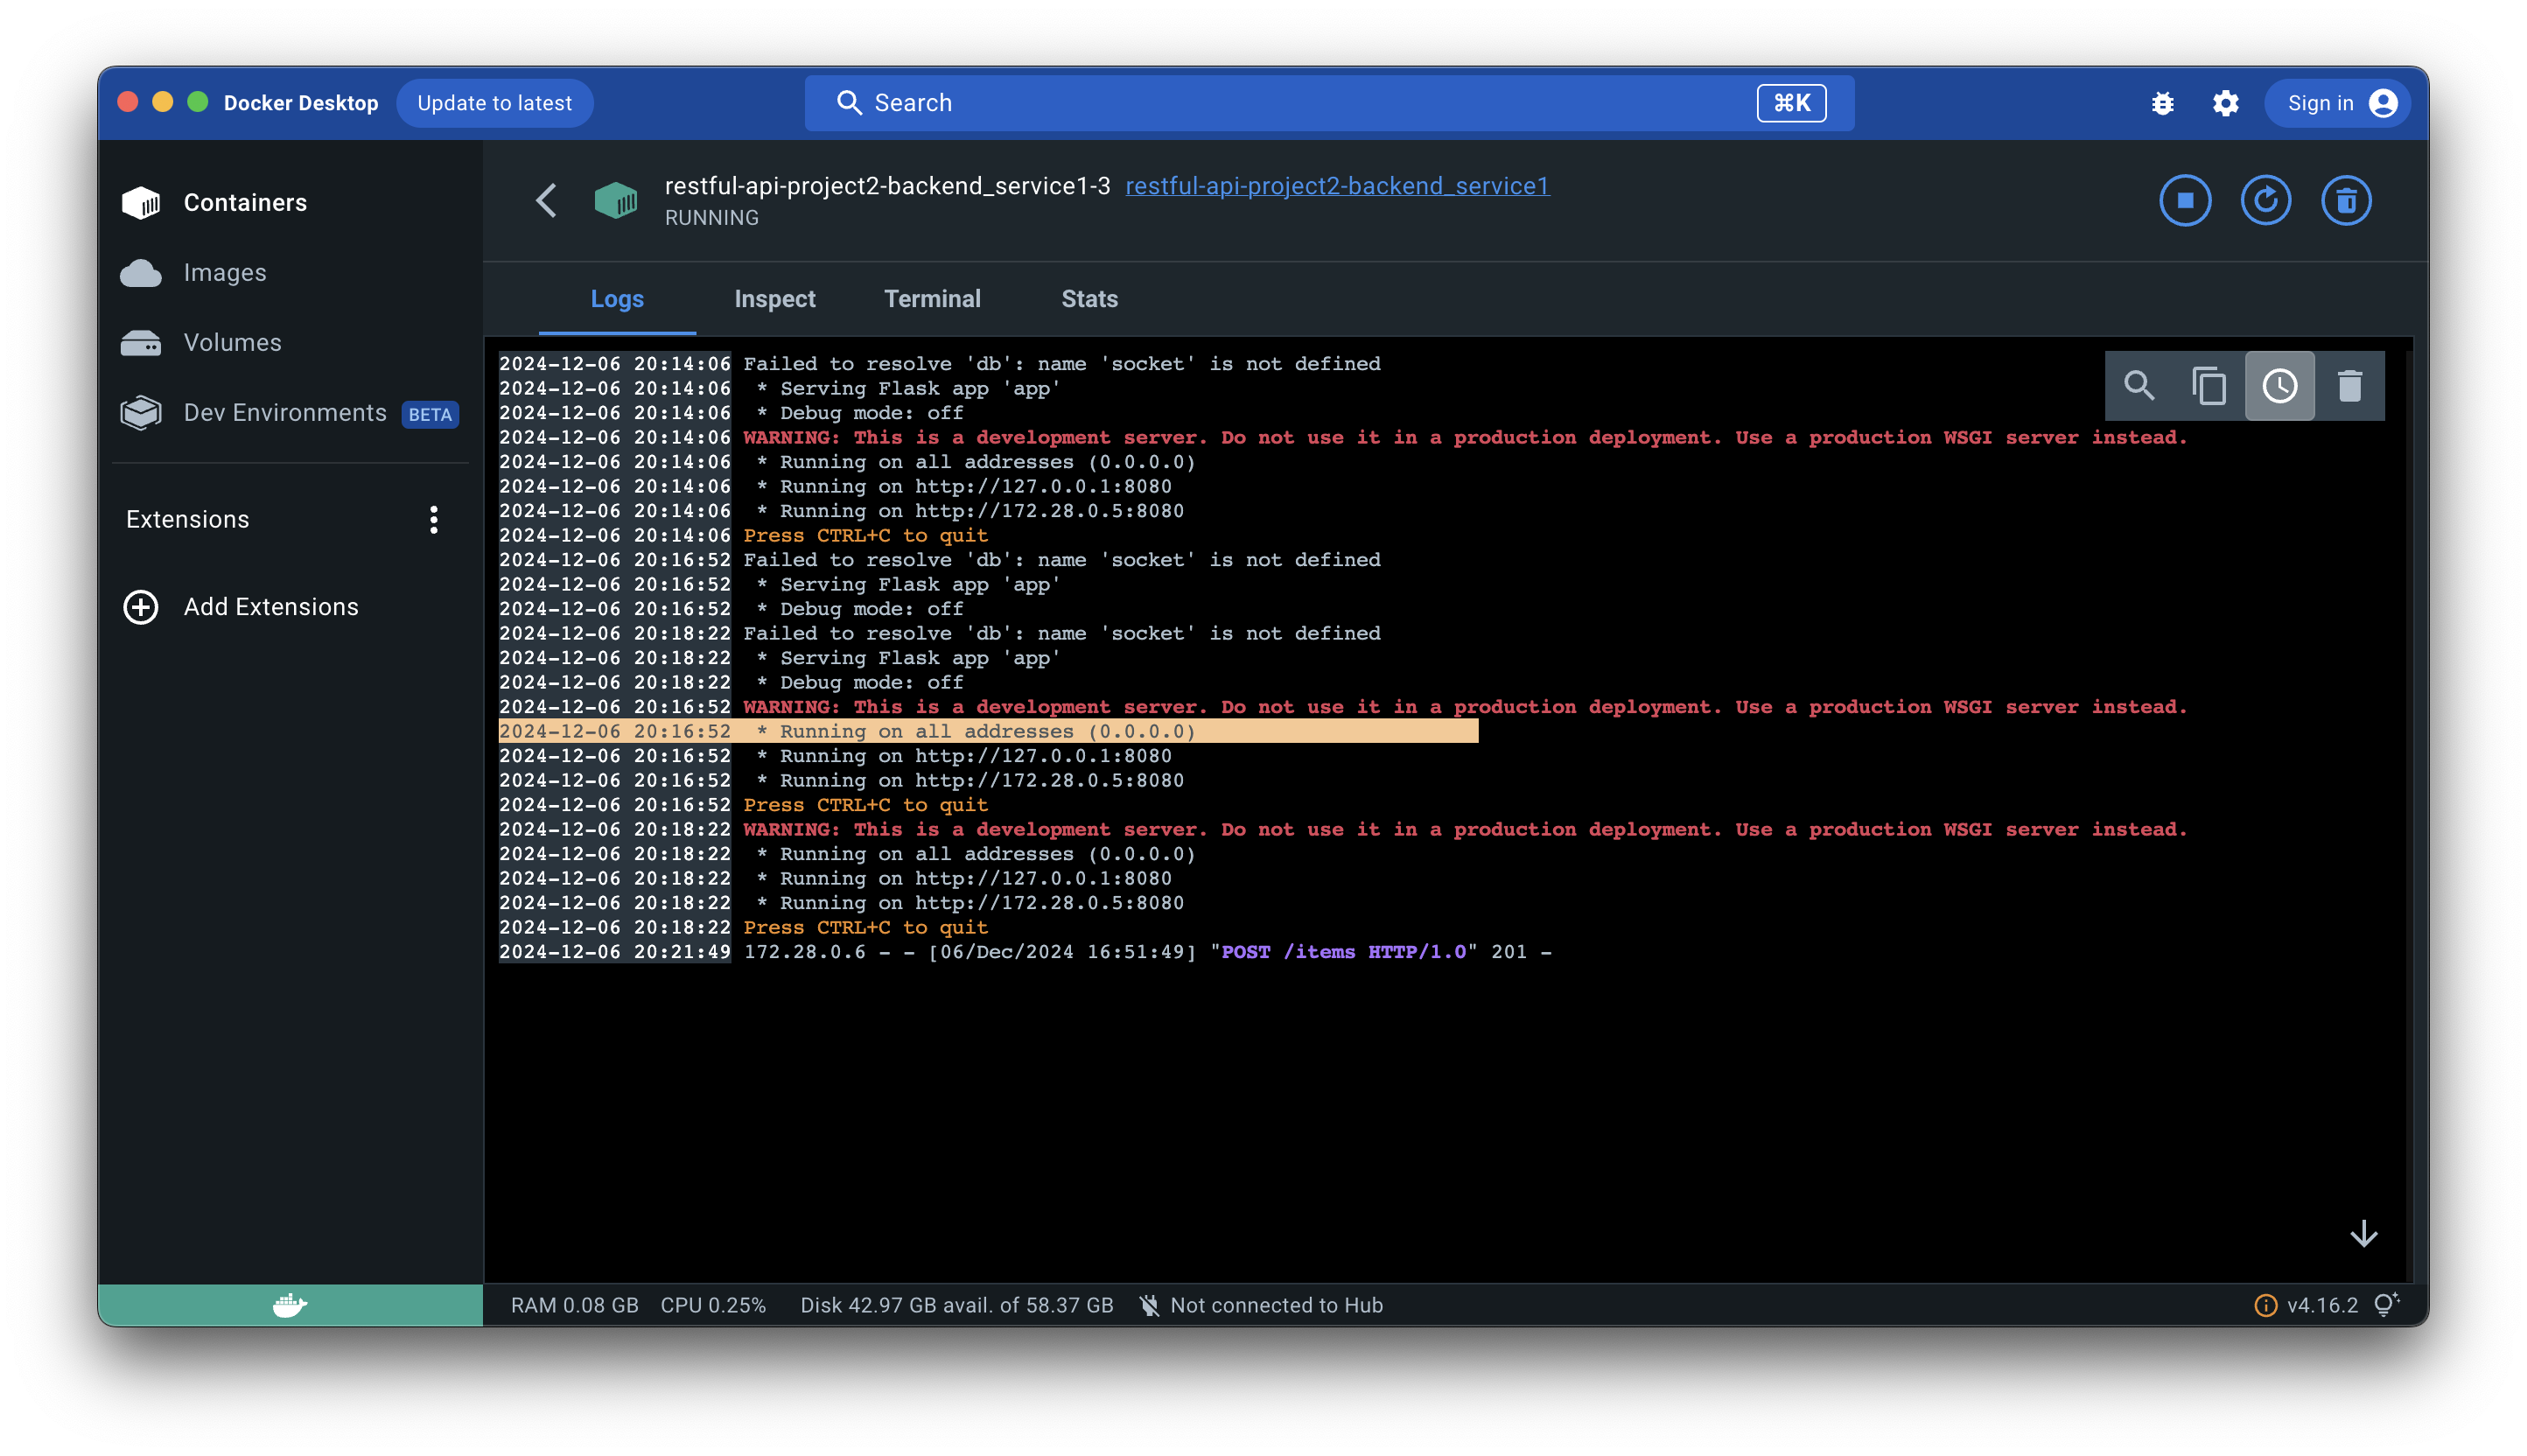 Docker Desktop
Update to latest
Search
⌘K
Sign in
Containers
Images
Volumes
Dev Environments BETA
Extensions
Add Extensions
restful-api-project2-backend_service1-3 restful-api-project2-backend_service1
RUNNING
Logs Inspect Terminal Stats
2024-12-06 20:14:06 Failed to resolve 'db': name 'socket' is not defined
2024-12-06 20:14:06  * Serving Flask app 'app'
2024-12-06 20:14:06  * Debug mode: off
2024-12-06 20:14:06 WARNING: This is a development server. Do not use it in a production deployment. Use a production WSGI server instead.
2024-12-06 20:14:06  * Running on all addresses (0.0.0.0)
2024-12-06 20:14:06  * Running on http://127.0.0.1:8080
2024-12-06 20:14:06  * Running on http://172.28.0.5:8080
2024-12-06 20:14:06 Press CTRL+C to quit
2024-12-06 20:16:52 Failed to resolve 'db': name 'socket' is not defined
2024-12-06 20:16:52  * Serving Flask app 'app'
2024-12-06 20:16:52  * Debug mode: off
2024-12-06 20:18:22 Failed to resolve 'db': name 'socket' is not defined
2024-12-06 20:18:22  * Serving Flask app 'app'
2024-12-06 20:18:22  * Debug mode: off
2024-12-06 20:16:52 WARNING: This is a development server. Do not use it in a production deployment. Use a production WSGI server instead.
2024-12-06 20:16:52  * Running on all addresses (0.0.0.0)
2024-12-06 20:16:52  * Running on http://127.0.0.1:8080
2024-12-06 20:16:52  * Running on http://172.28.0.5:8080
2024-12-06 20:16:52 Press CTRL+C to quit
2024-12-06 20:18:22 WARNING: This is a development server. Do not use it in a production deployment. Use a production WSGI server instead.
2024-12-06 20:18:22  * Running on all addresses (0.0.0.0)
2024-12-06 20:18:22  * Running on http://127.0.0.1:8080
2024-12-06 20:18:22  * Running on http://172.28.0.5:8080
2024-12-06 20:18:22 Press CTRL+C to quit
2024-12-06 20:21:49 172.28.0.6 - - [06/Dec/2024 16:51:49] "POST /items HTTP/1.0" 201 -
RAM 0.08 GB CPU 0.25% Disk 42.97 GB avail. of 58.37 GB Not connected to Hub v4.16.2